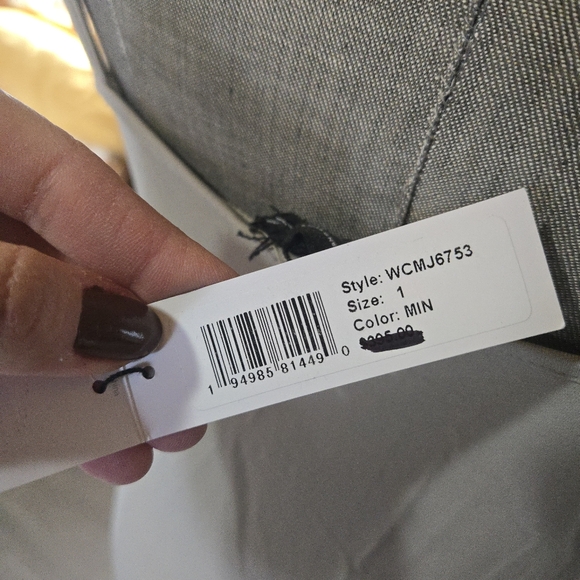 Style: WCMJ6753
Size: 1
Color: MIN
1 94985 81449 0